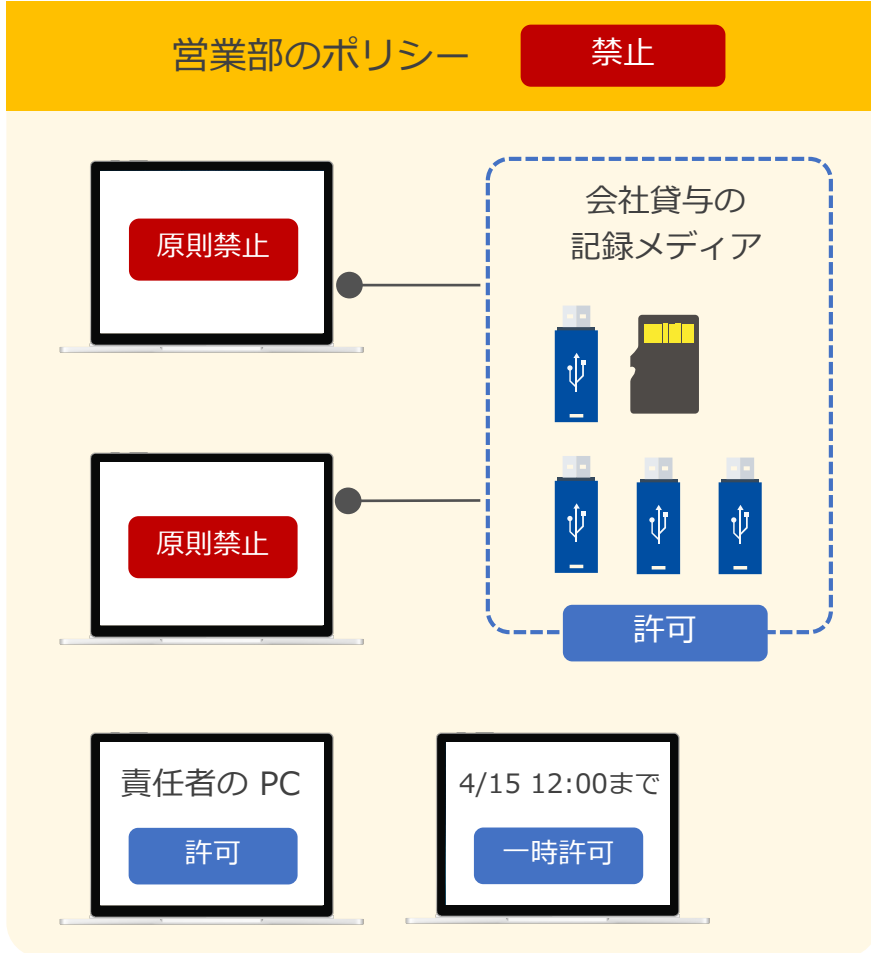 営業部のポリシー 禁止
原則禁止
会社貸与の
記録メディア
原則禁止
許可
責任者の PC
許可
4/15 12:00まで
一時許可